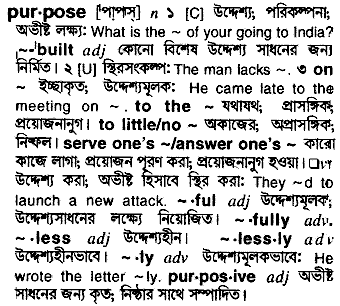 pur·pose [পাপাস্] n ১ [C] উদ্দেশ্য; পরিকল্পনা;
অভীষ্ট লক্ষ্য: What is the ~ of your going to India?
~-built adj কোনো বিশেষ উদ্দেশ্য সাধনের জন্য
নির্মিত। ২ [U] স্থিরসংকল্প: The man lacks ~. ৩ on
~ ইচ্ছাকৃত; উদ্দেশ্যমূলক: He came late to the
meeting on ~. to the ~ যথাযথ; প্রাসঙ্গিক;
প্রয়োজনানুগ। to little/no ~ অকাজের; অপ্রাসঙ্গিক;
নিষ্ফল। serve one's ~/answer one's ~ কারো
কাজে লাগা; প্রয়োজন পূরণ করা; প্রয়োজনানুগ হওয়া। □vt
উদ্দেশ্য করা; অভীষ্ট হিসাবে স্থির করা: They ~d to
launch a new attack. ~·ful adj উদ্দেশ্যমূলক;
উদ্দেশ্যসাধনের লক্ষ্যে নিয়োজিত। ~·fully adv.
~·less adj উদ্দেশ্যহীন। ~·less·ly adv
উদ্দেশ্যহীনভাবে। ~·ly adv উদ্দেশ্যমূলকভাবে: He
wrote the letter ~ly. pur·pos·ive adj অভীষ্ট
সাধনের জন্য কৃত; নিষ্ঠার সাথে সম্পাদিত।